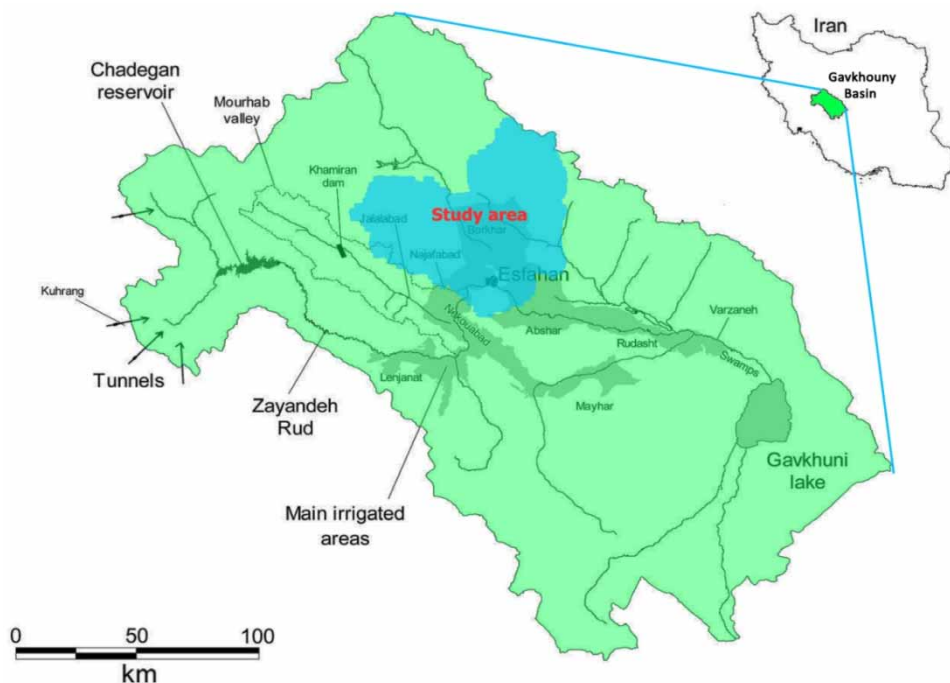 Iran
Gavkhouny
Basin
Chadegan
reservoir
Mourhab
valley
Khamiran
dam
Jalalabad
Study area
Borkhar
Najafabad
Esfahan
Kuhrang
Tunnels
Nekouabad
Abshar
Rudasht
Varzaneh
Swamps
Lenjanat
Zayandeh
Rud
Mayhar
Gavkhuni
lake
Main irrigated
areas
0 50 100
km